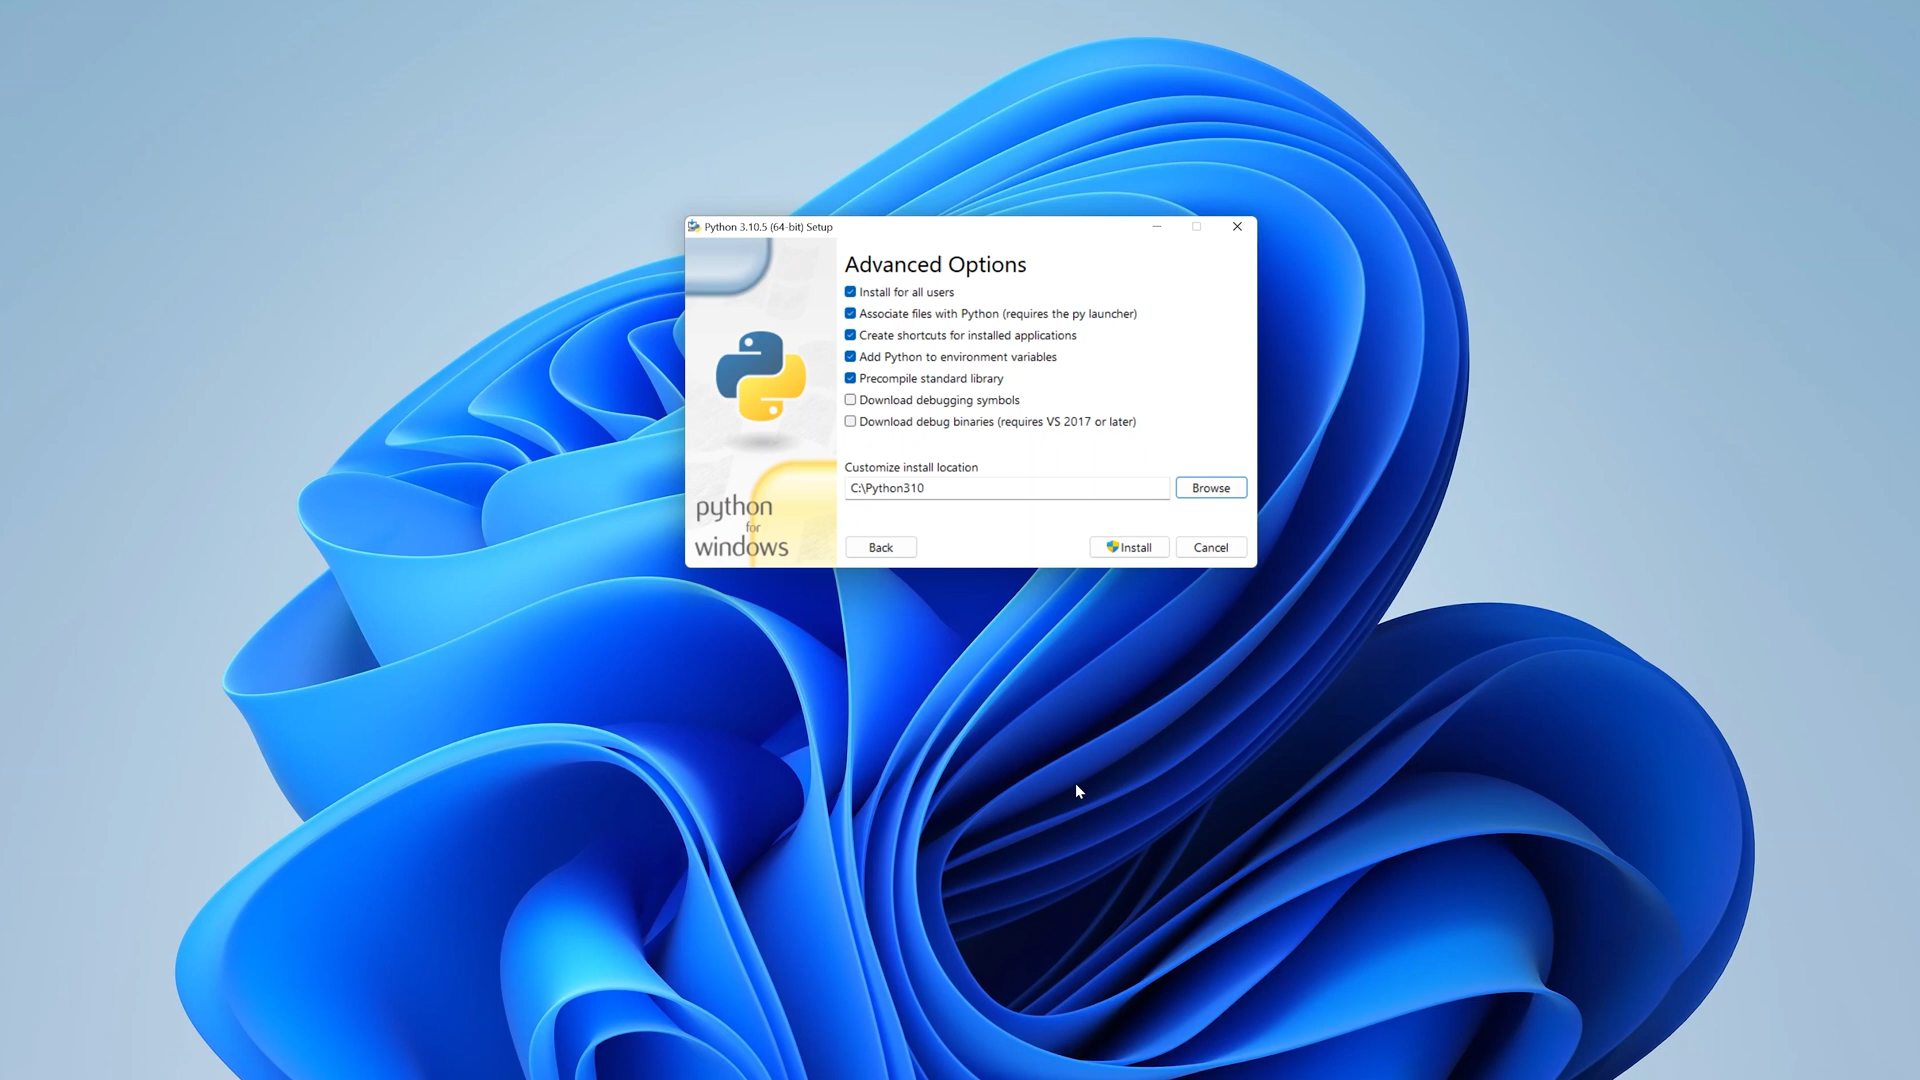 Python 3.10.5 (64-bit) Setup
Advanced Options
Install for all users
Associate files with Python (requires the py launcher)
Create shortcuts for installed applications
Add Python to environment variables
Precompile standard library
Download debugging symbols
Download debug binaries (requires VS 2017 or later)
Customize install location
C:\Python310
Browse
python
for
windows
Back
Install
Cancel